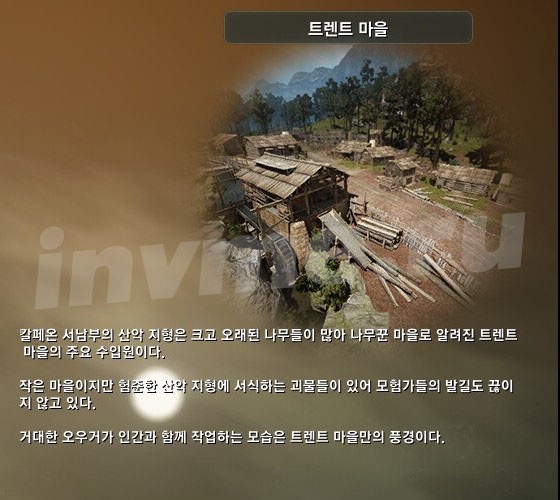 트렌트 마을
칼페온 서남부의 산악 지형은 크고 오래된 나무들이 많아 나무꾼 마을로 알려진 트렌트
마을의 주요 수입원이다.
작은 마을이지만 험준한 산악 지형에 서식하는 괴물들이 있어 모험가들의 발길도 끊이
지 않고 있다.
거대한 오우거가 인간과 함께 작업하는 모습은 트렌트 마을만의 풍경이다.